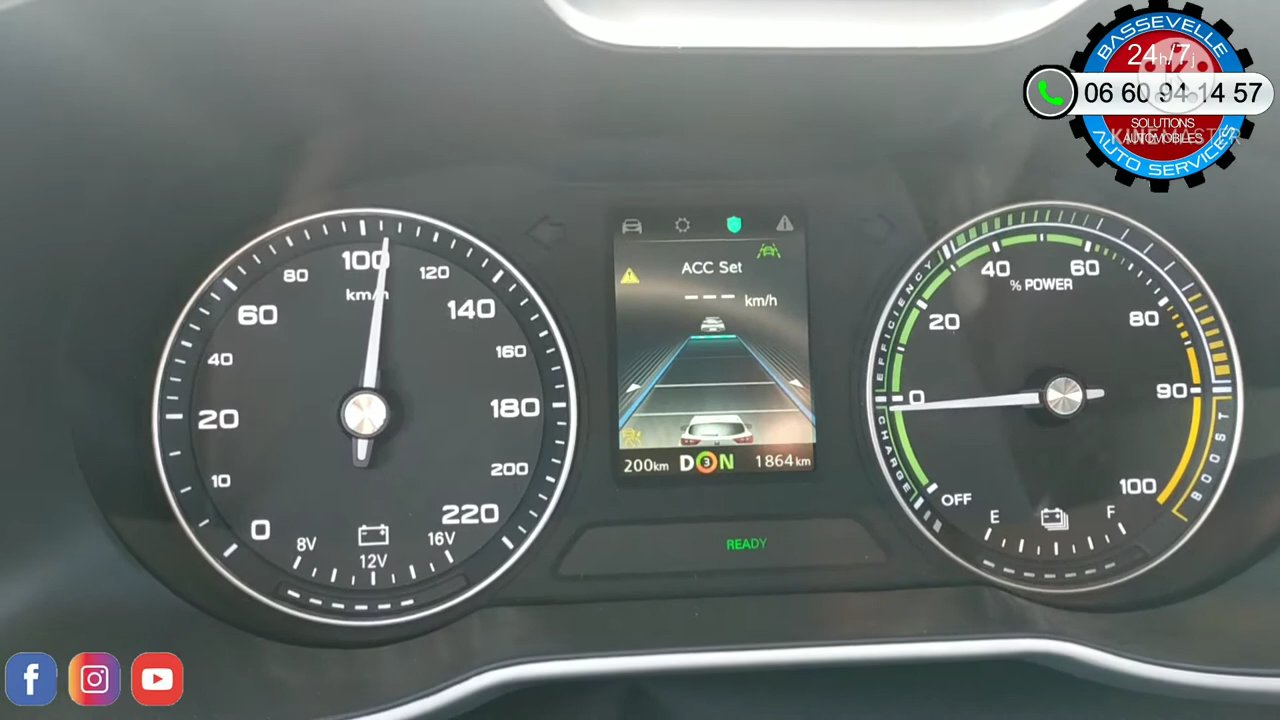 BASSEVELLE
24h/7j
06 60 94 14 57
SOLUTIONS
AUTOMOBILES
KINEMASTER
AUTO SERVICES
100
km/h
80
120
60
140
40
160
20
180
10
200
0
220
8V
12V
16V
ACC Set
--- km/h
200km D 3 N 1864km
READY
EFFICIENCY
40
60
% POWER
20
80
0
90
CHARGE
BOOST
OFF
100
E
F